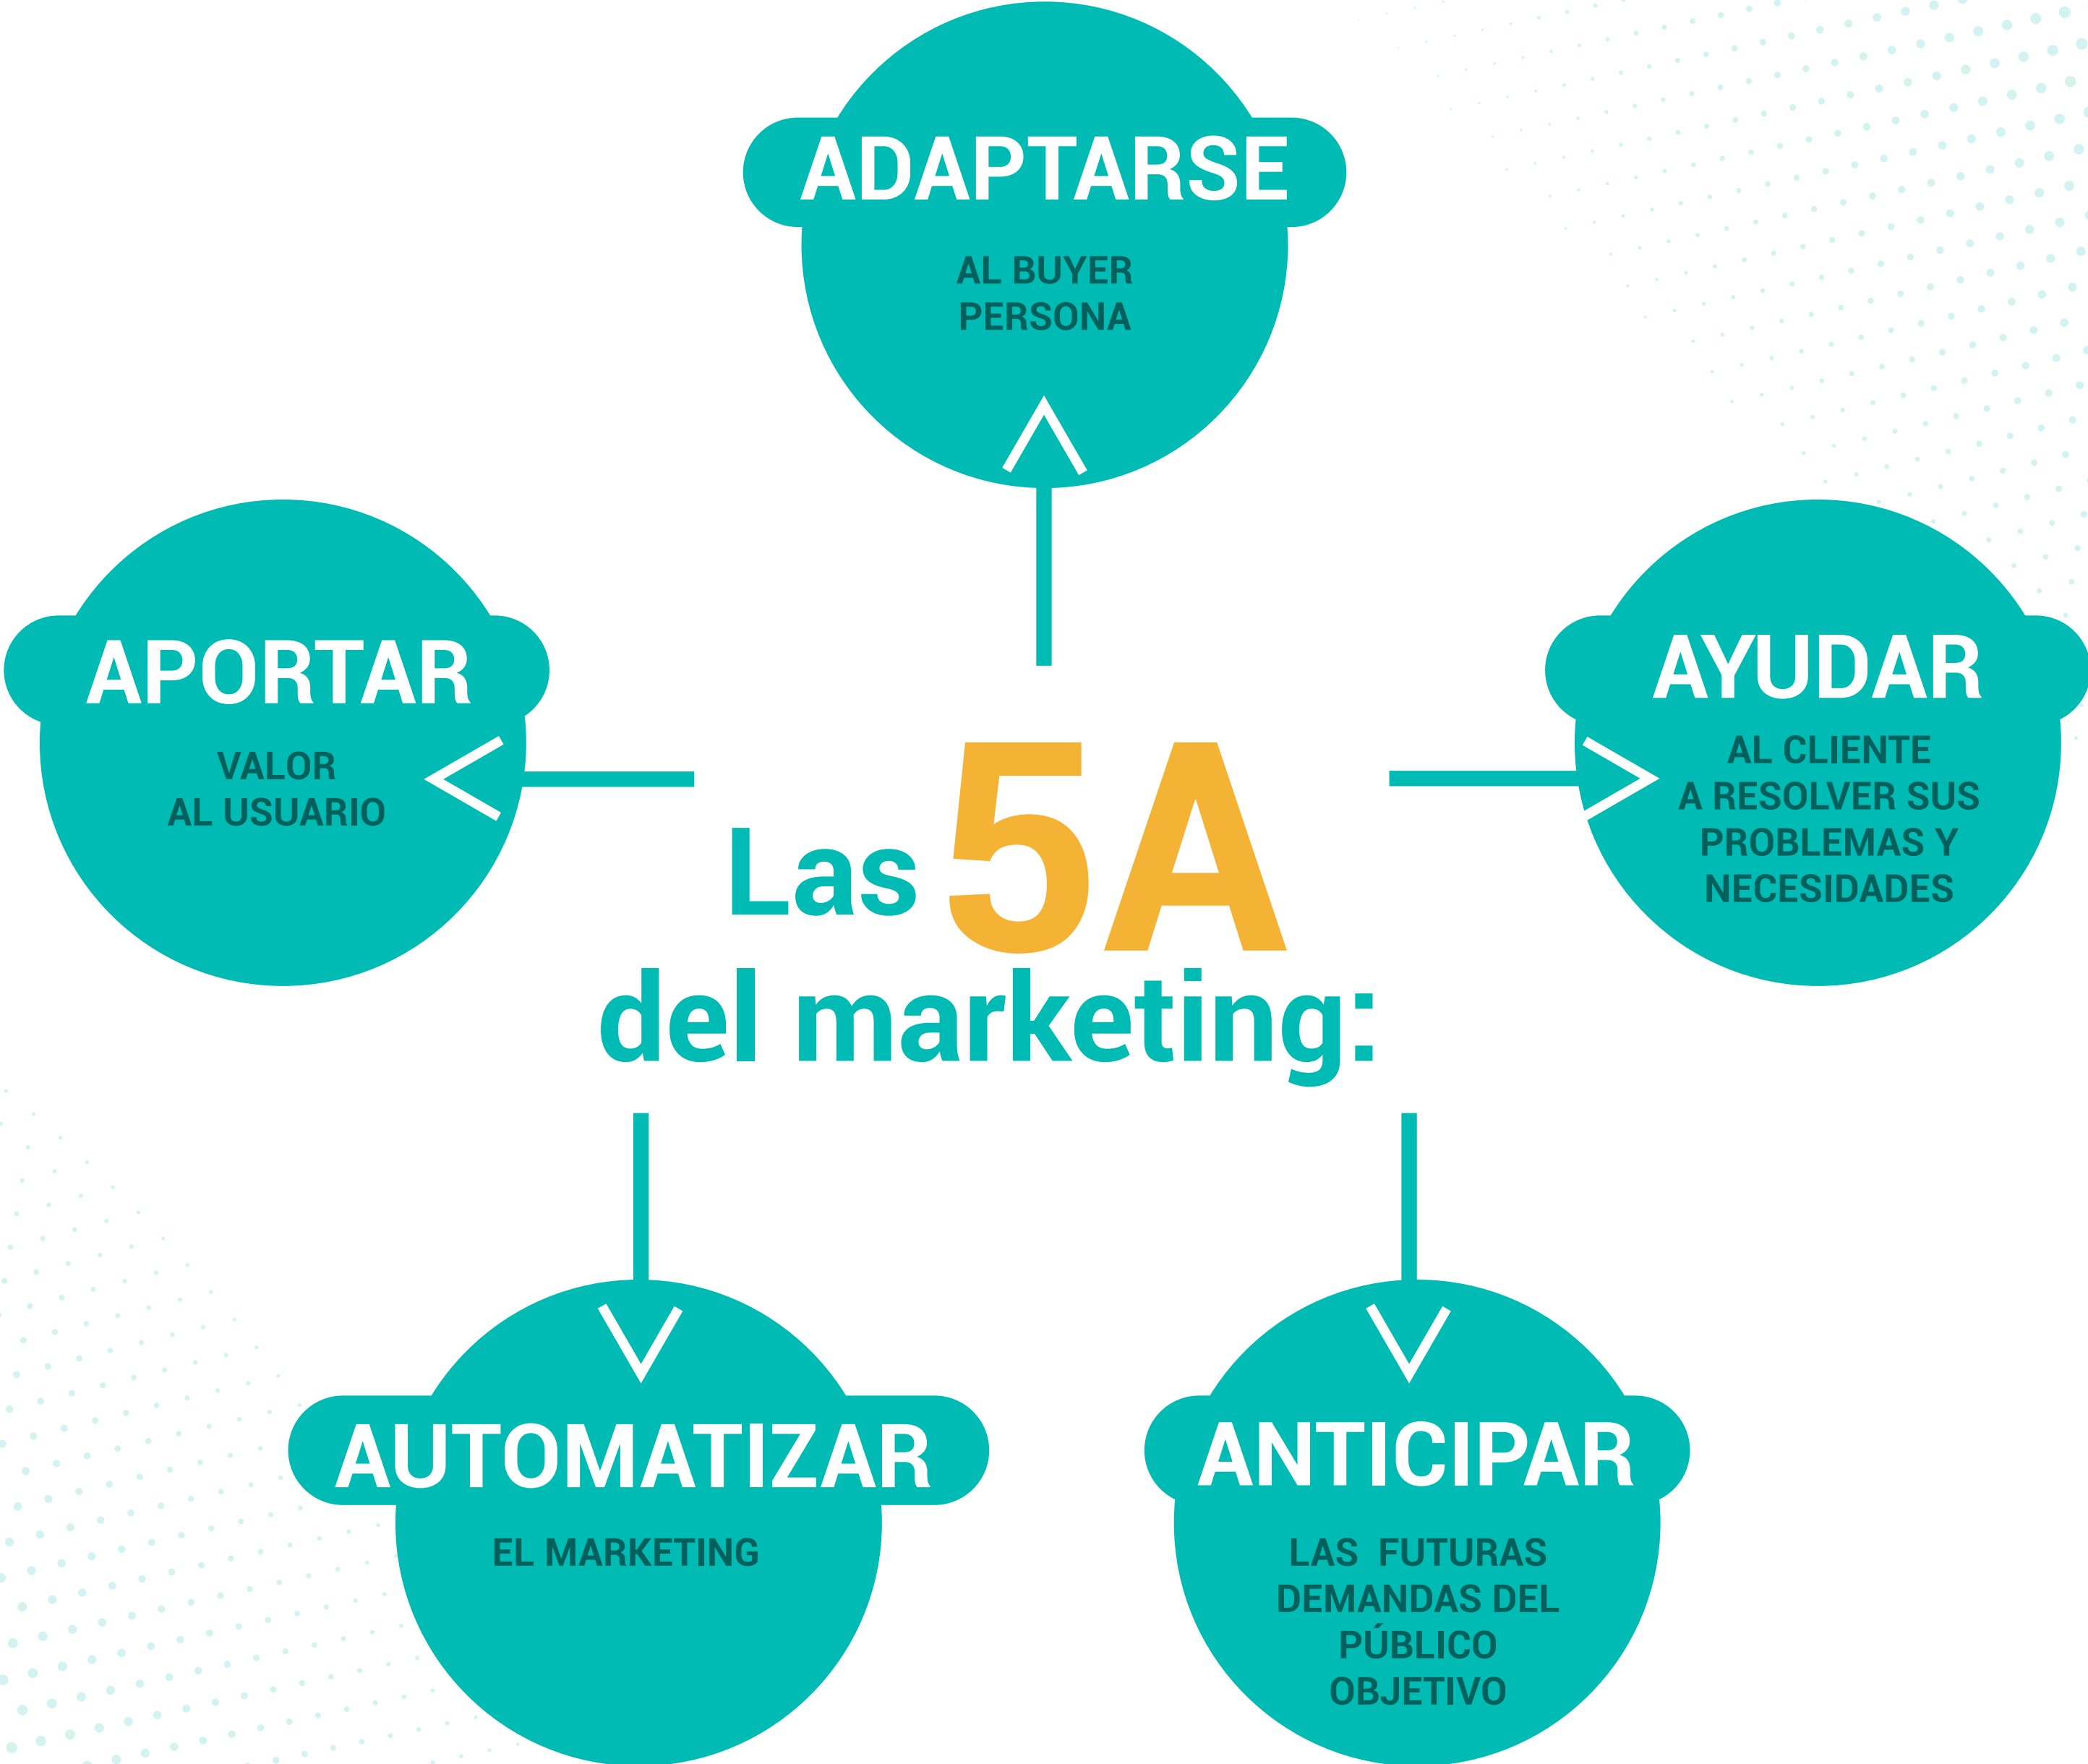 ADAPTARSE
AL BUYER
PERSONA
APORTAR
VALOR
AL USUARIO
AYUDAR
AL CLIENTE
A RESOLVER SUS
PROBLEMAS Y
NECESIDADES
Las 5A
del marketing:
AUTOMATIZAR
EL MARKETING
ANTICIPAR
LAS FUTURAS
DEMANDAS DEL
PÚBLICO
OBJETIVO